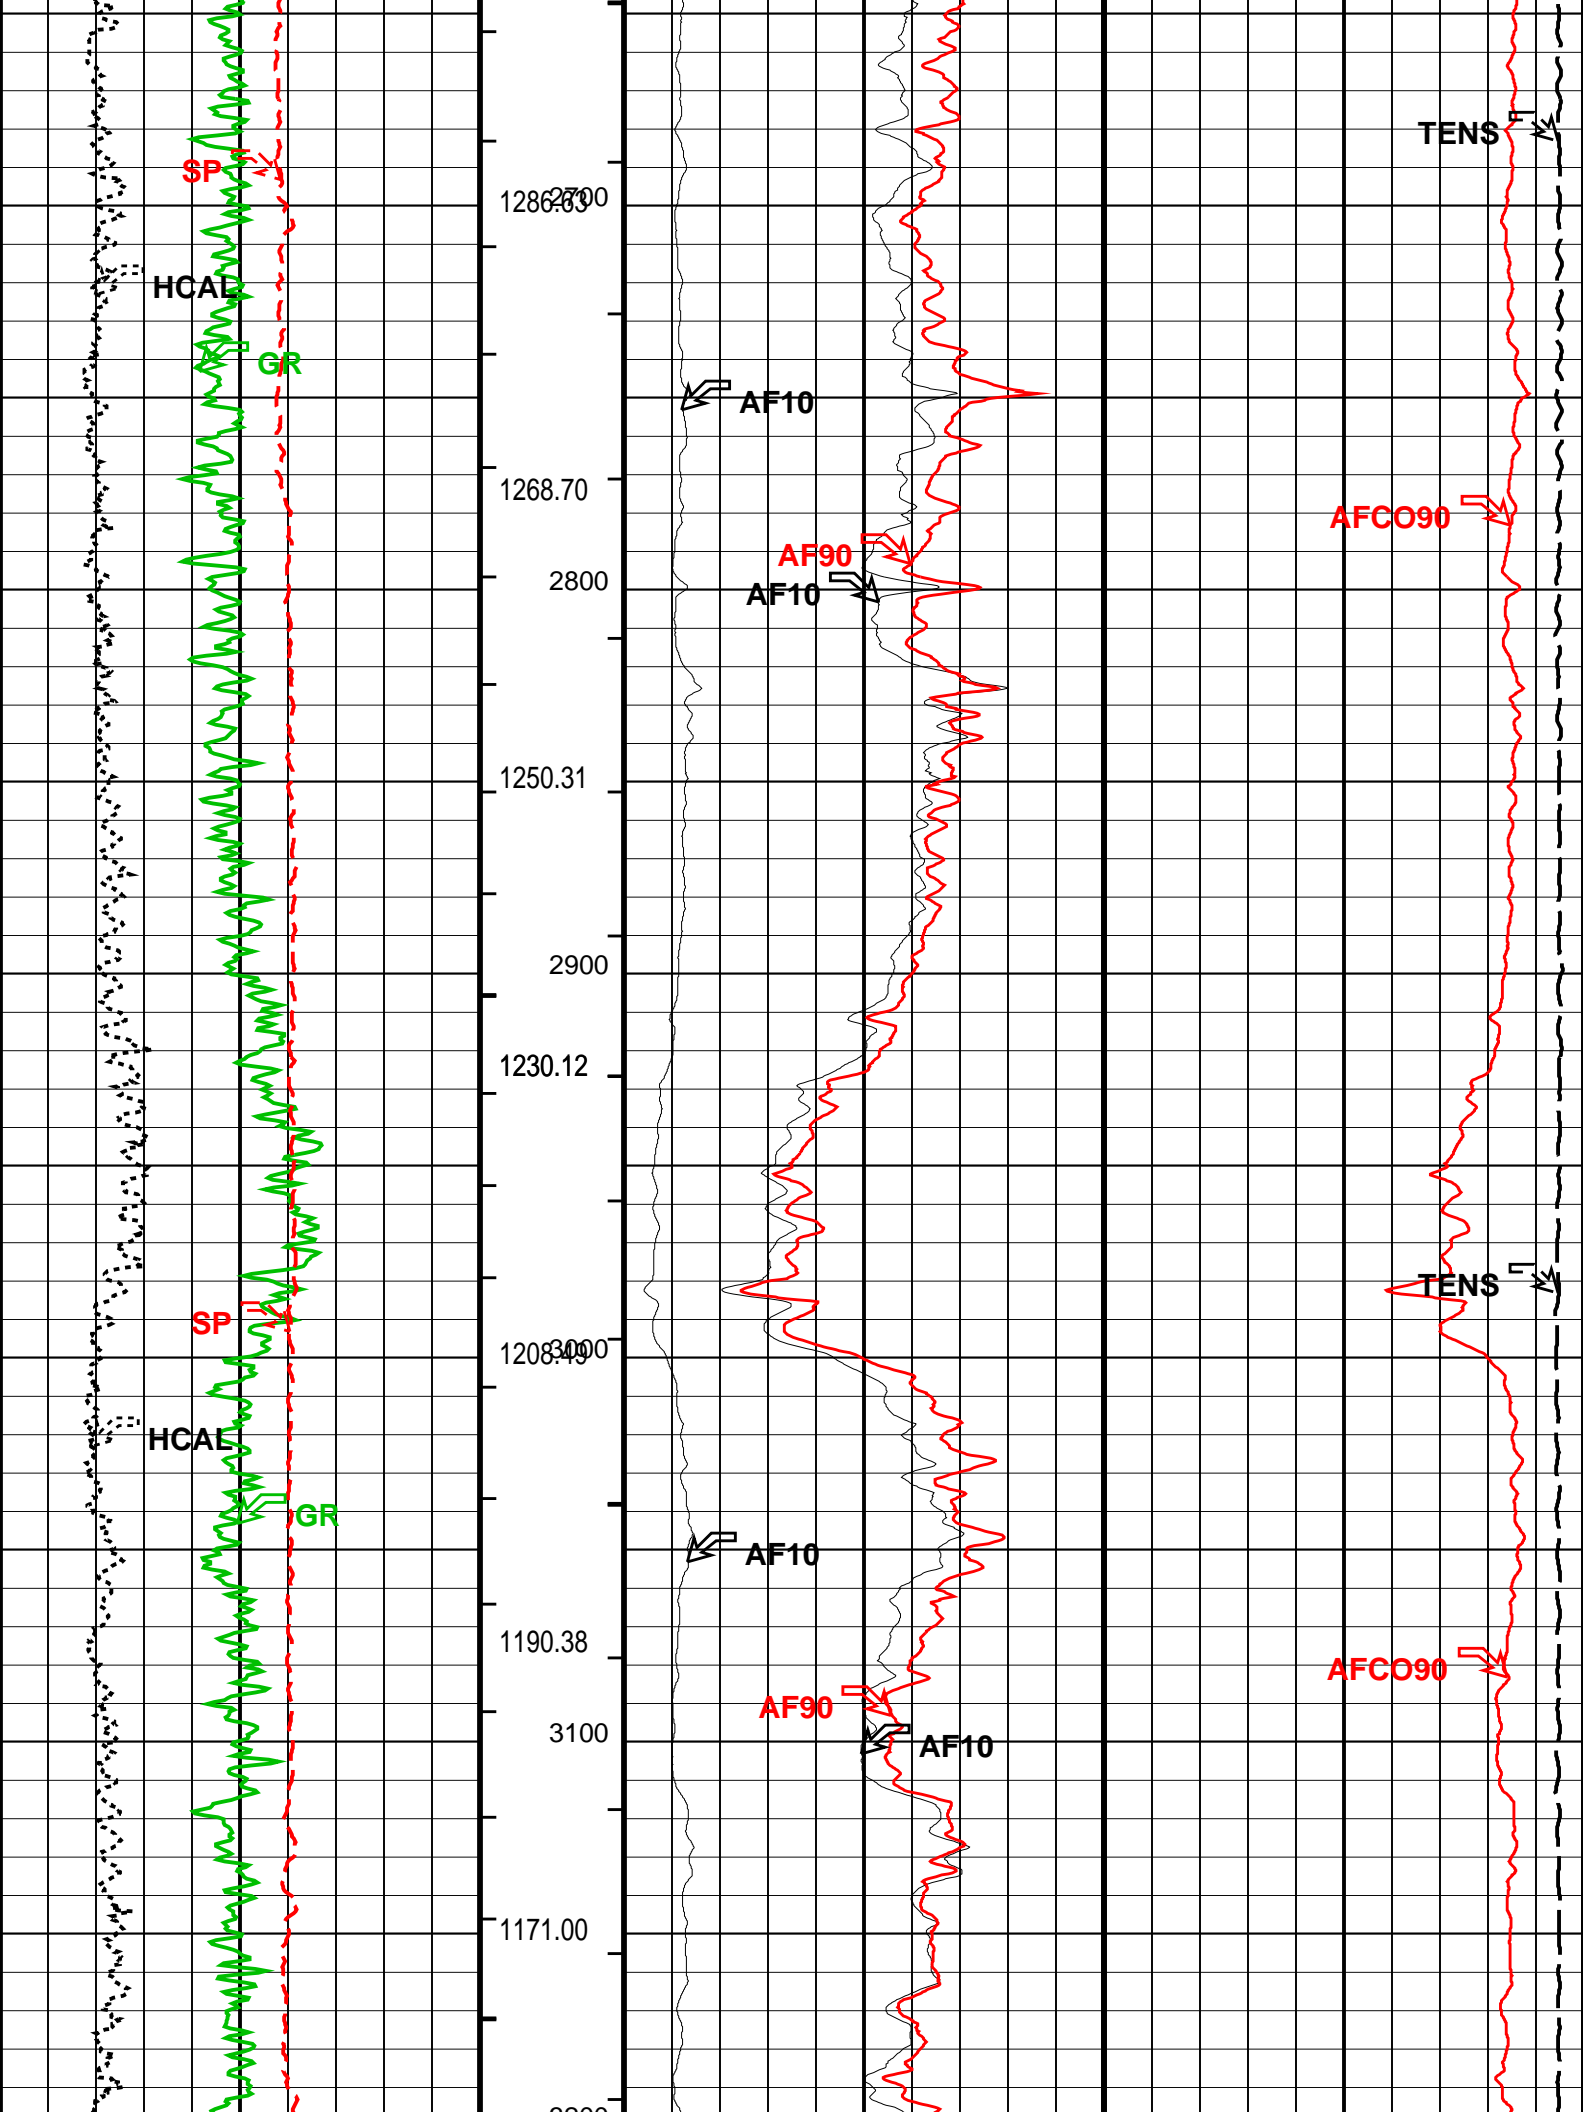 TENS
SP
1286.63 2700
HCAL
GR
AF10
1268.70
AFCO90
AF90
2800
AF10
1250.31
2900
1230.12
TENS
SP
1208.49 3000
HCAL
GR
AF10
1190.38
AFCO90
AF90
3100
AF10
1171.00